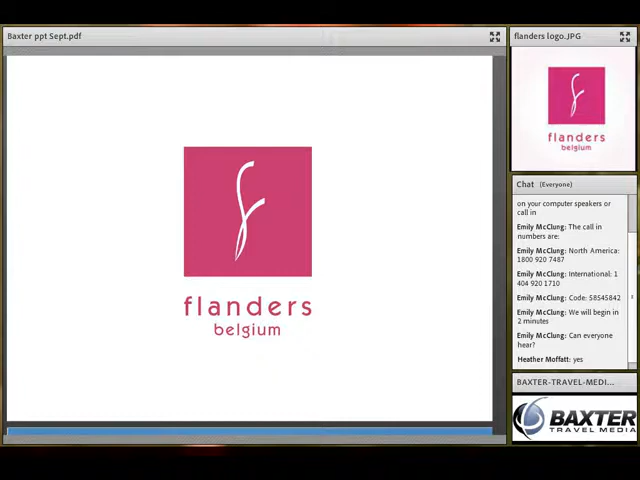 Baxter ppt Sept.pdf
flanders
belgium
flanders logo.JPG
flanders
belgium
Chat (Everyone)
on your computer speakers or
call in
Emily McClung: The call in
numbers are:
Emily McClung: North America:
1800 920 7487
Emily McClung: International: 1
404 920 1710
Emily McClung: Code: 58545842
Emily McClung: We will begin in
2 minutes
Emily McClung: Can everyone
hear?
Heather Moffatt: yes
BAXTER-TRAVEL-MEDI...
BAXTER
TRAVEL MEDIA